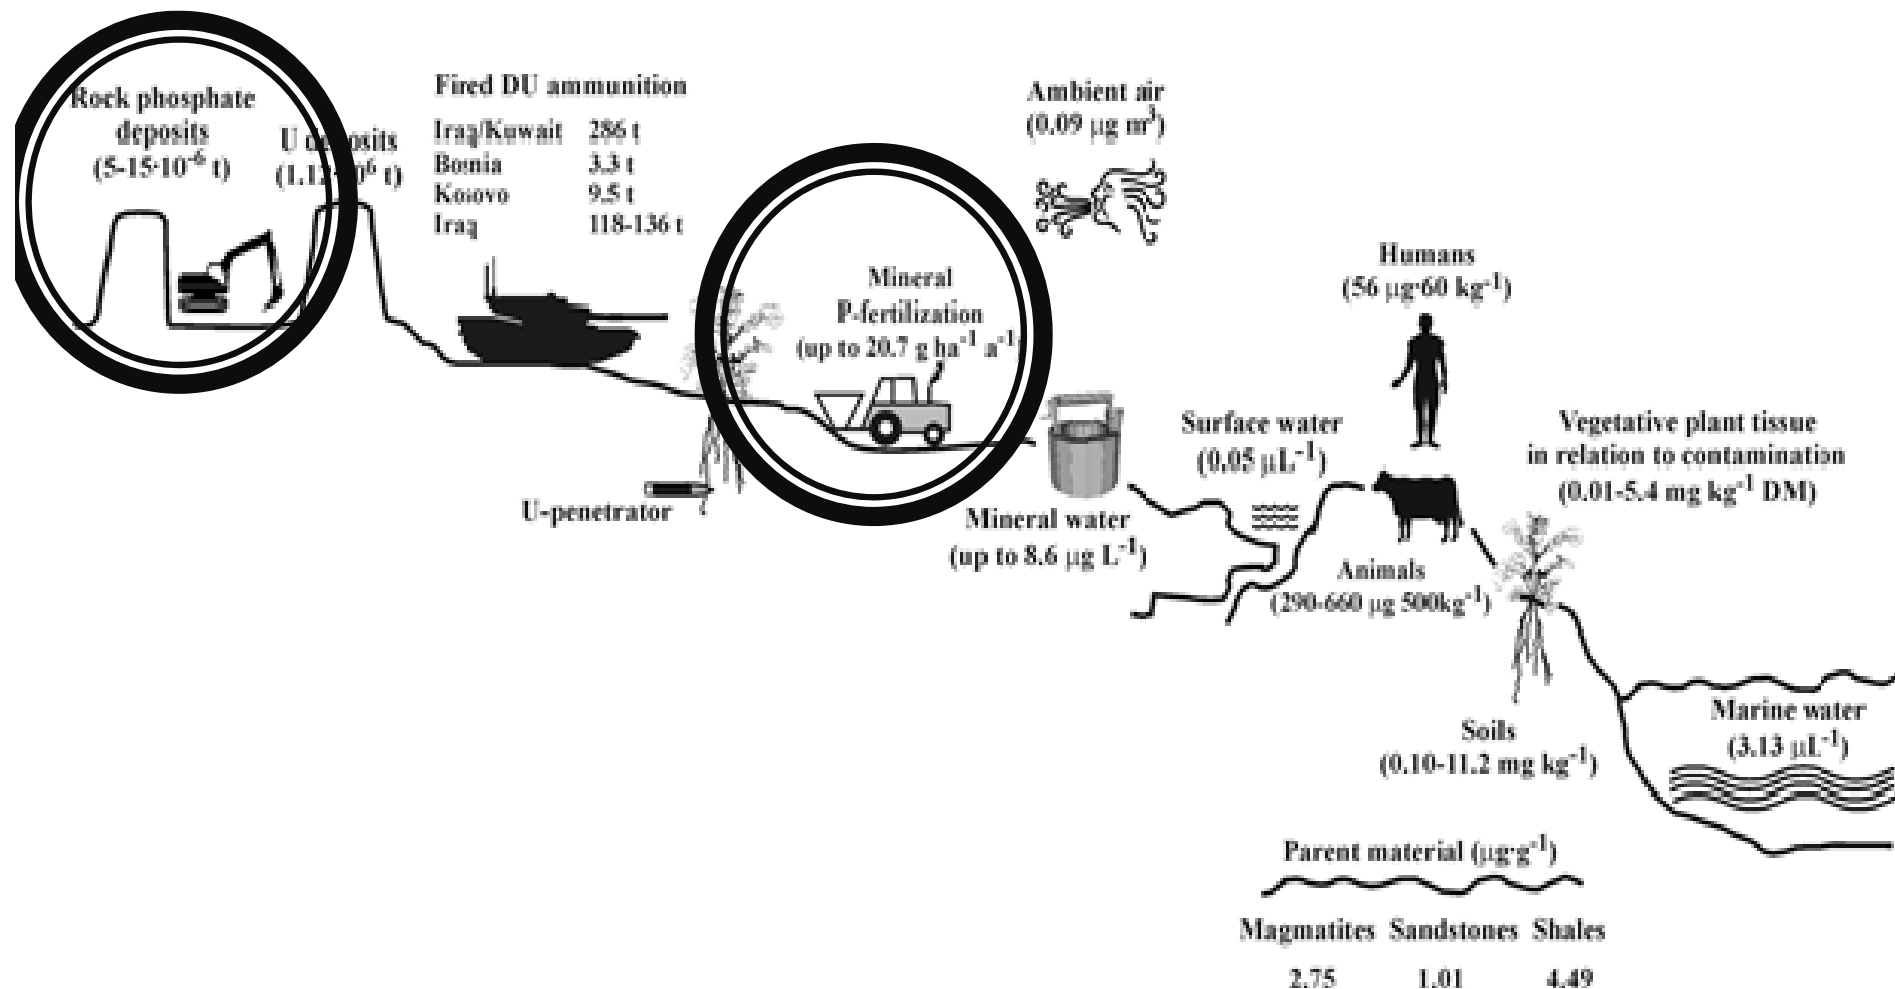 Rock phosphate
deposits
(5-15·10⁻⁶ t)
U deposits
(1.12·10⁶ t)
Fired DU ammunition
Iraq/Kuwait 286 t
Bosnia 3.3 t
Kosovo 9.5 t
Iraq 118-136 t
Ambient air
(0.09 µg m³)
Mineral
P-fertilization
(up to 20.7 g ha⁻¹ a⁻¹)
Humans
(56 µg·60 kg⁻¹)
U-penetrator
Mineral water
(up to 8.6 µg L⁻¹)
Surface water
(0.05 µL⁻¹)
Animals
(290-660 µg 500kg⁻¹)
Vegetative plant tissue
in relation to contamination
(0.01-5.4 mg kg⁻¹ DM)
Soils
(0.10-11.2 mg kg⁻¹)
Marine water
(3.13 µL⁻¹)
Parent material (µg·g⁻¹)
Magmatites Sandstones Shales
2.75 1.01 4.49